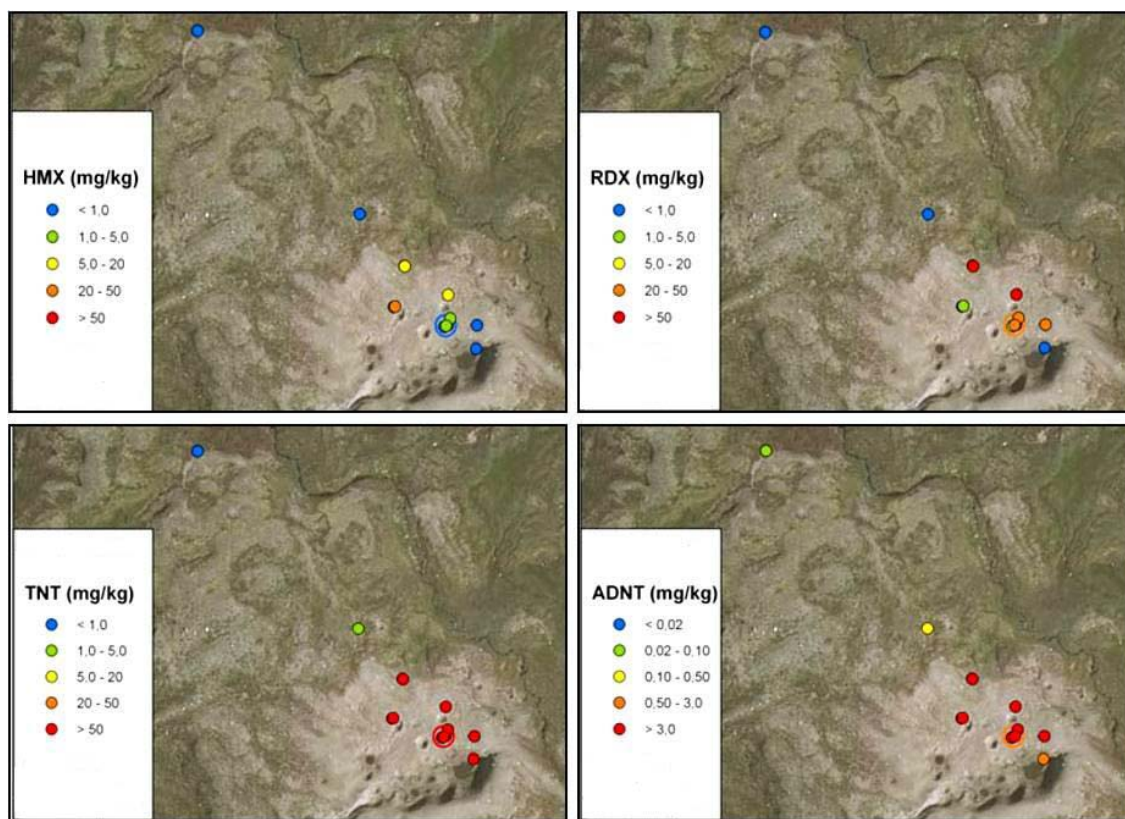 HMX (mg/kg)
< 1,0
1,0 - 5,0
5,0 - 20
20 - 50
> 50
RDX (mg/kg)
< 1,0
1,0 - 5,0
5,0 - 20
20 - 50
> 50
TNT (mg/kg)
< 1,0
1,0 - 5,0
5,0 - 20
20 - 50
> 50
ADNT (mg/kg)
< 0,02
0,02 - 0,10
0,10 - 0,50
0,50 - 3,0
> 3,0